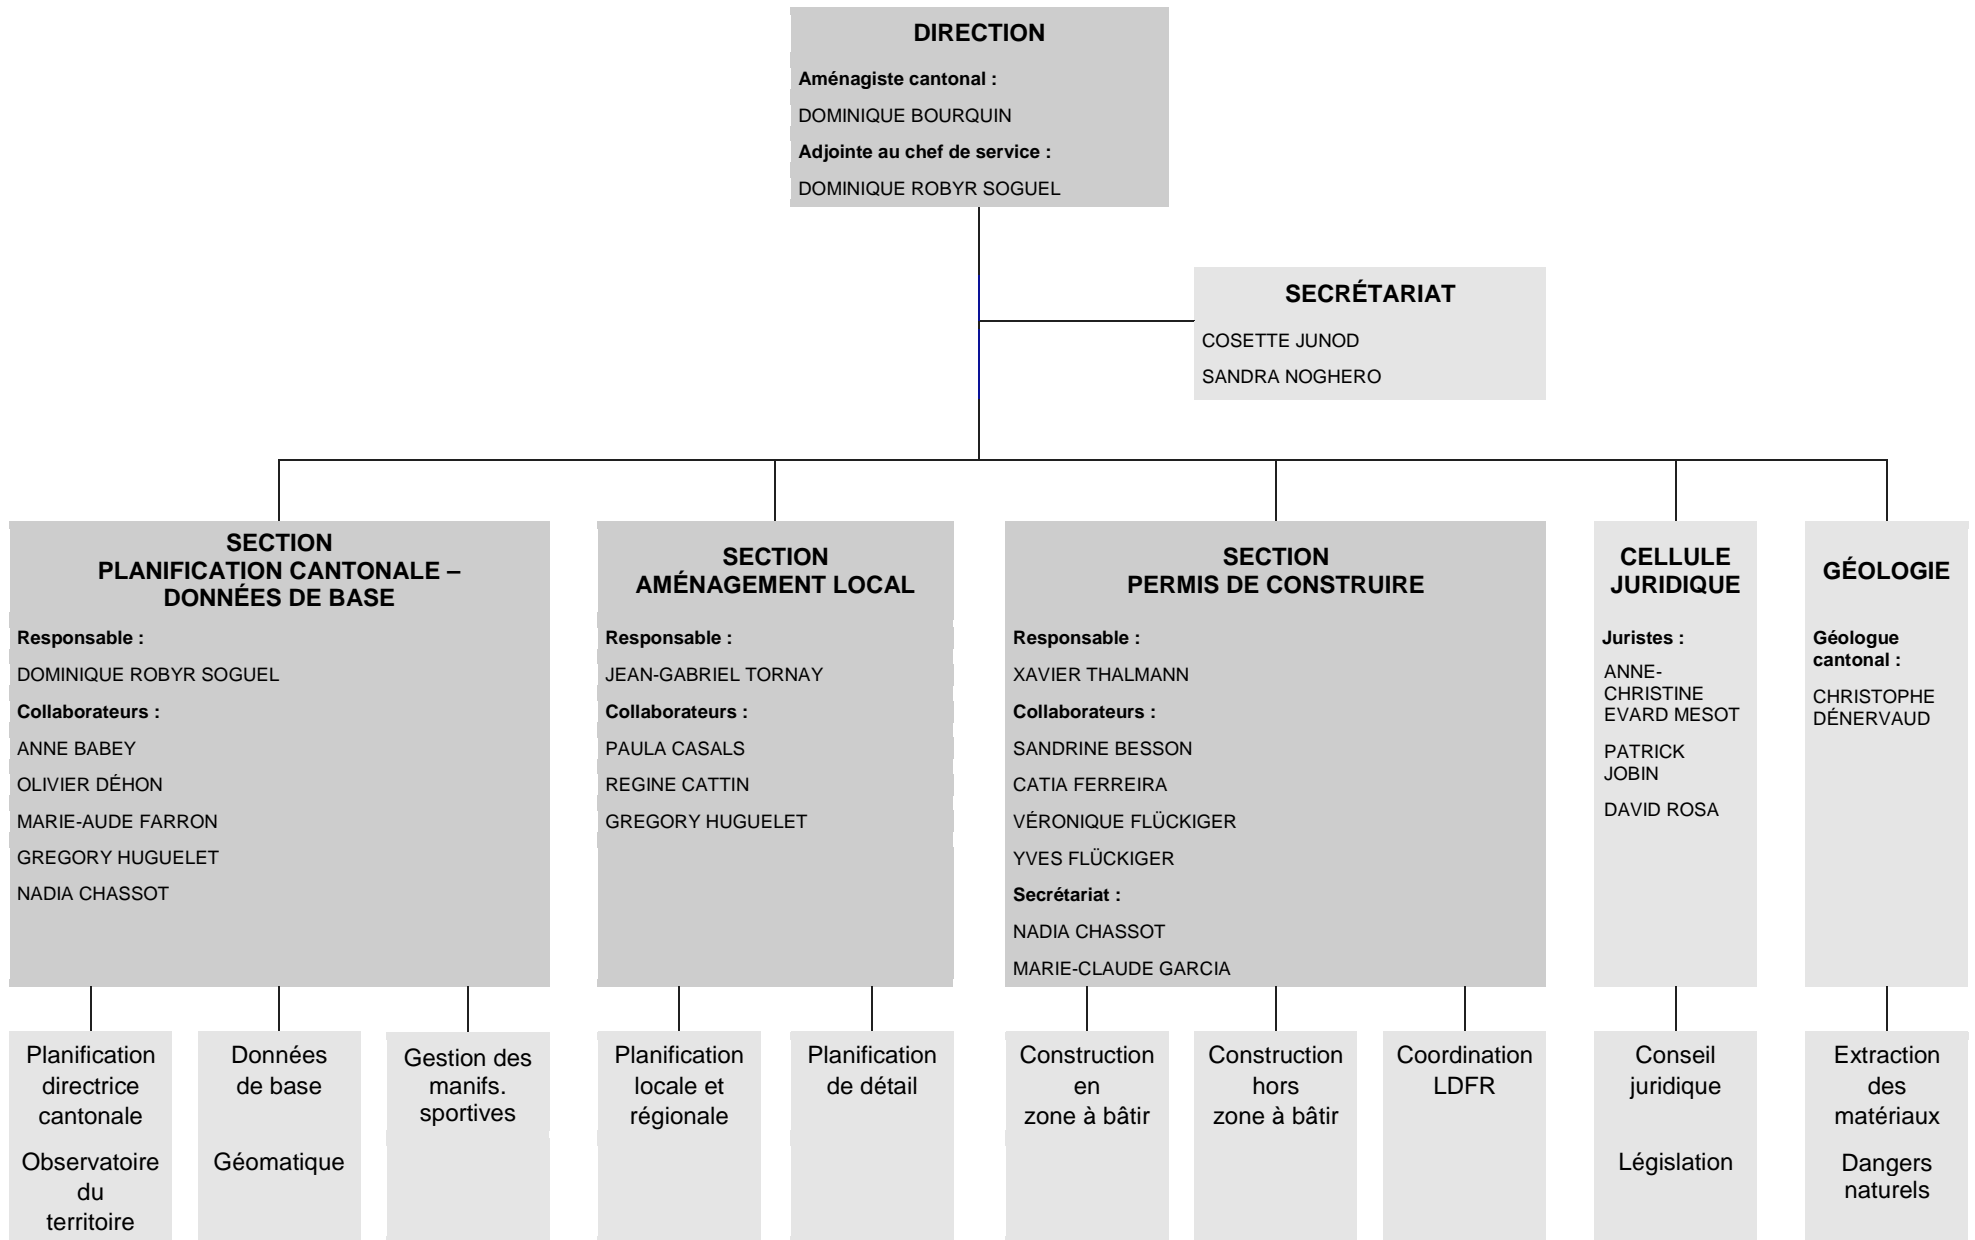 DIRECTION
Aménagiste cantonal :
DOMINIQUE BOURQUIN
Adjointe au chef de service :
DOMINIQUE ROBYR SOGUEL
SECRÉTARIAT
COSETTE JUNOD
SANDRA NOGHERO
SECTION
PLANIFICATION CANTONALE –
DONNÉES DE BASE
Responsable :
DOMINIQUE ROBYR SOGUEL
Collaborateurs :
ANNE BABEY
OLIVIER DÉHON
MARIE-AUDE FARRON
GREGORY HUGUELET
NADIA CHASSOT
SECTION
AMÉNAGEMENT LOCAL
Responsable :
JEAN-GABRIEL TORNAY
Collaborateurs :
PAULA CASALS
REGINE CATTIN
GREGORY HUGUELET
SECTION
PERMIS DE CONSTRUIRE
Responsable :
XAVIER THALMANN
Collaborateurs :
SANDRINE BESSON
CATIA FERREIRA
VÉRONIQUE FLÜCKIGER
YVES FLÜCKIGER
Secrétariat :
NADIA CHASSOT
MARIE-CLAUDE GARCIA
CELLULE
JURIDIQUE
Juristes :
ANNE-
CHRISTINE
EVARD MESOT
PATRICK
JOBIN
DAVID ROSA
GÉOLOGIE
Géologue
cantonal :
CHRISTOPHE
DÉNERVAUD
Planification
directrice
cantonale
Observatoire
du
territoire
Données
de base
Géomatique
Gestion des
manifs.
sportives
Planification
locale et
régionale
Planification
de détail
Construction
en
zone à bâtir
Construction
hors
zone à bâtir
Coordination
LDFR
Conseil
juridique
Législation
Extraction
des
matériaux
Dangers
naturels